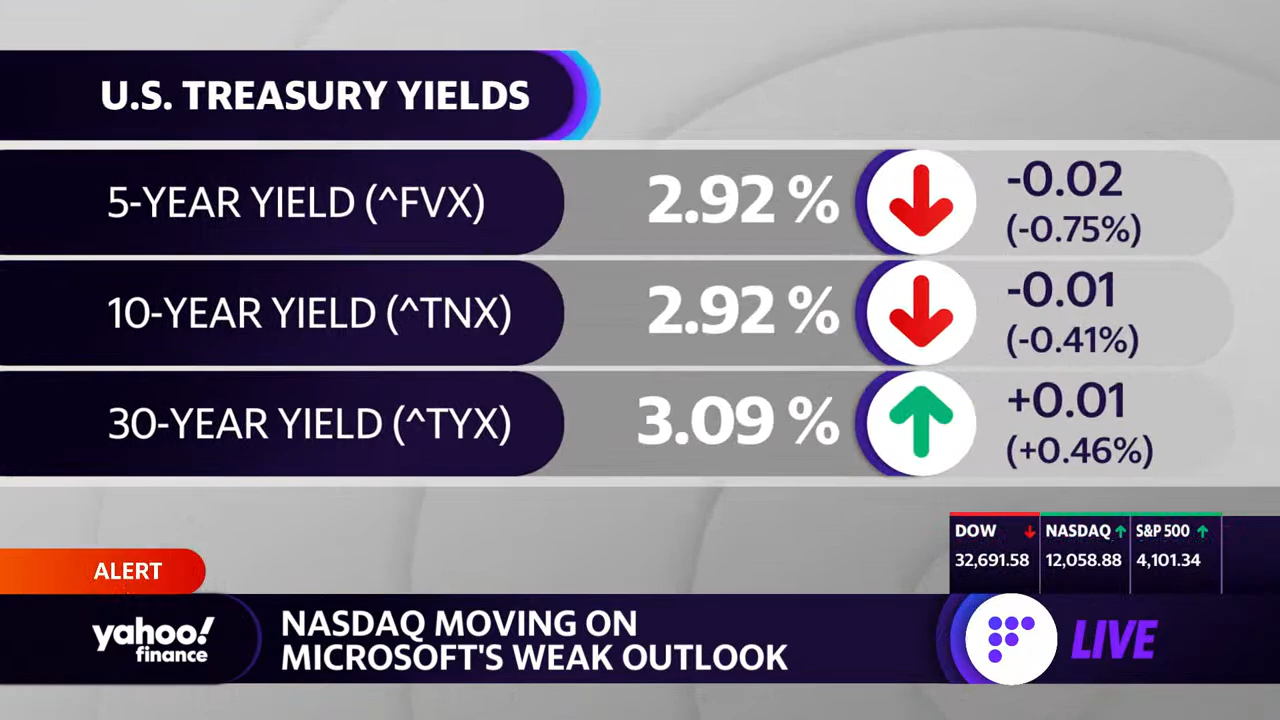 U.S. TREASURY YIELDS
5-YEAR YIELD (^FVX) 2.92 % -0.02
(-0.75%)
10-YEAR YIELD (^TNX) 2.92 % -0.01
(-0.41%)
30-YEAR YIELD (^TYX) 3.09 % +0.01
(+0.46%)
DOW NASDAQ S&P 500
32,691.58 12,058.88 4,101.34
ALERT
yahoo!
finance
NASDAQ MOVING ON
MICROSOFT'S WEAK OUTLOOK
LIVE